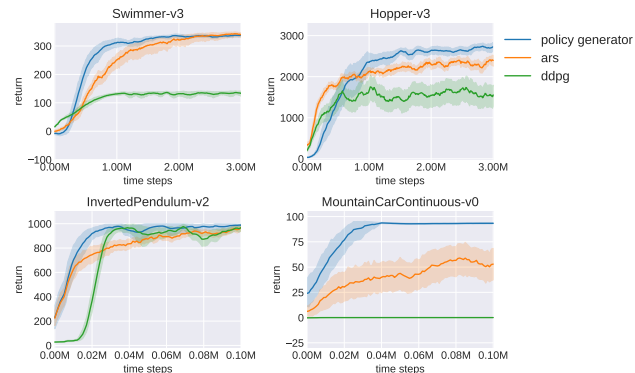 Swimmer-v3
300
200
100
0
−100
return
0.00M 1.00M 2.00M 3.00M
time steps
Hopper-v3
3000
2000
1000
0
return
0.00M 1.00M 2.00M 3.00M
time steps
policy generator
ars
ddpg
InvertedPendulum-v2
1000
800
600
400
200
0
return
0.00M 0.02M 0.04M 0.06M 0.08M 0.10M
time steps
MountainCarContinuous-v0
100
75
50
25
0
−25
return
0.00M 0.02M 0.04M 0.06M 0.08M 0.10M
time steps